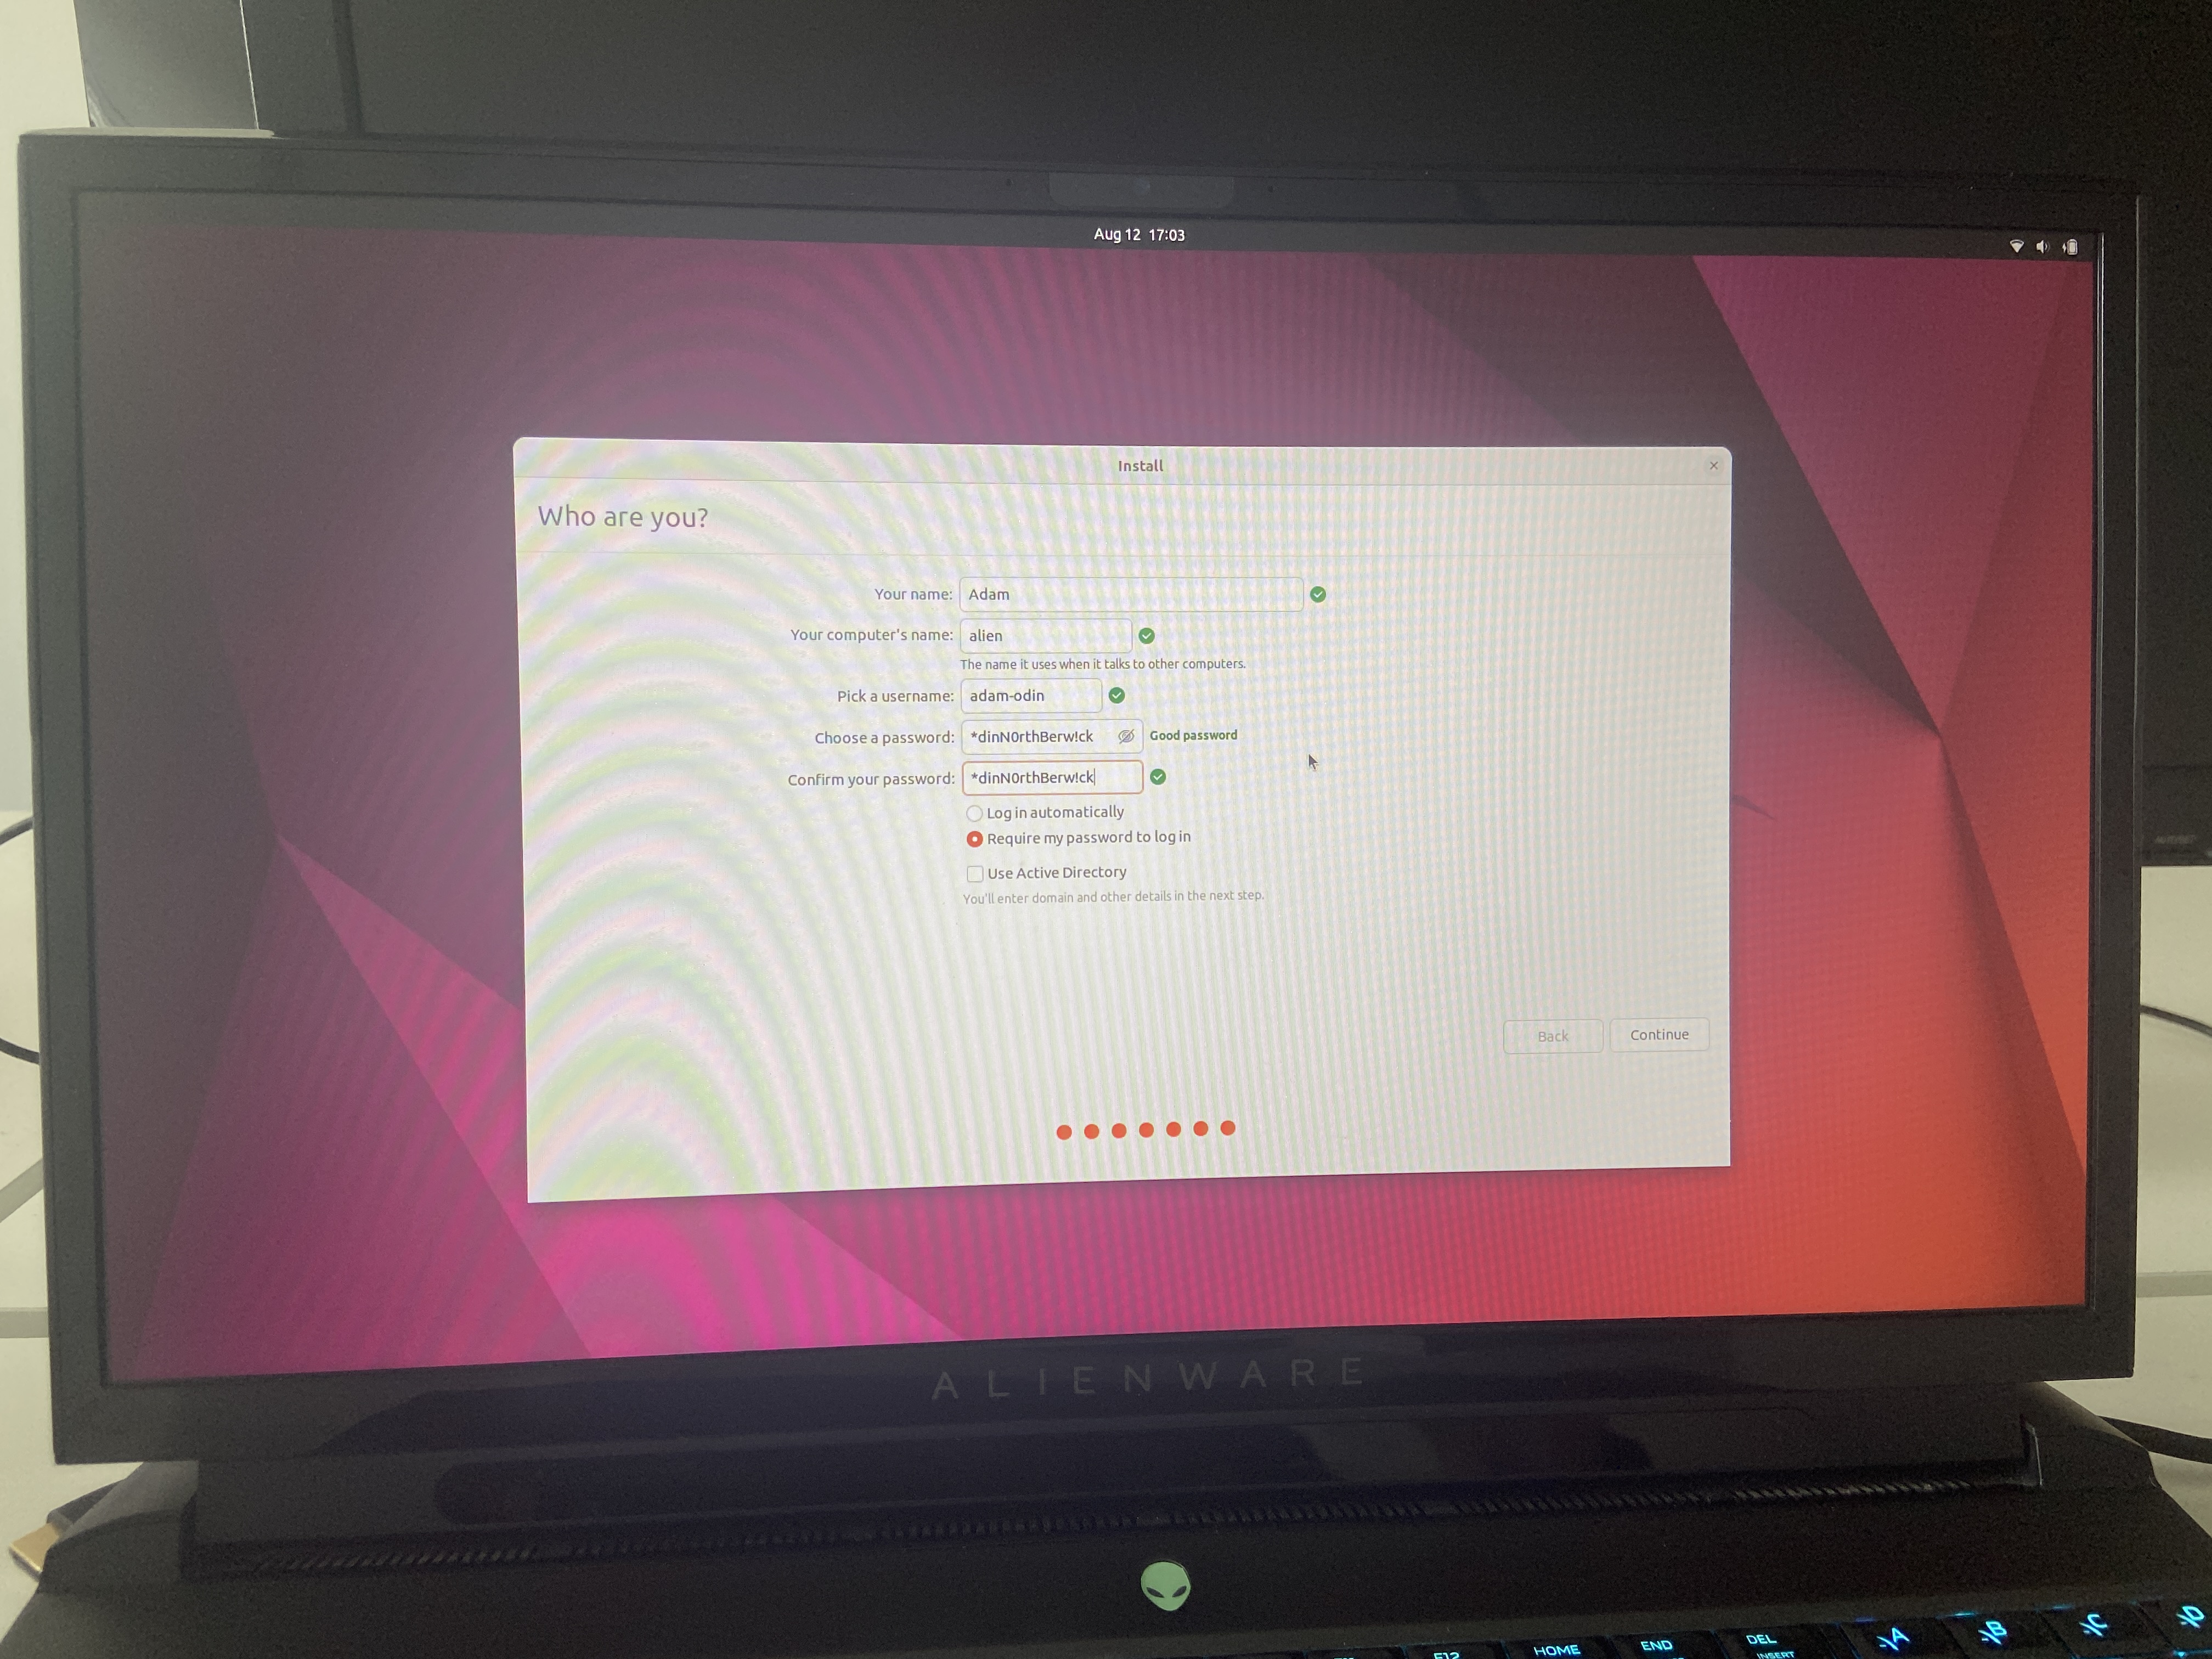 Aug 12 17:03
Install
Who are you?
Your name: Adam
Your computer's name: alien
The name it uses when it talks to other computers.
Pick a username: adam-odin
Choose a password: *dinN0rthBerw!ck Good password
Confirm your password: *dinN0rthBerw!ck
Log in automatically
Require my password to log in
Use Active Directory
You'll enter domain and other details in the next step.
Back Continue
ALIENWARE
F12 HOME END DEL A B C D
INSERT